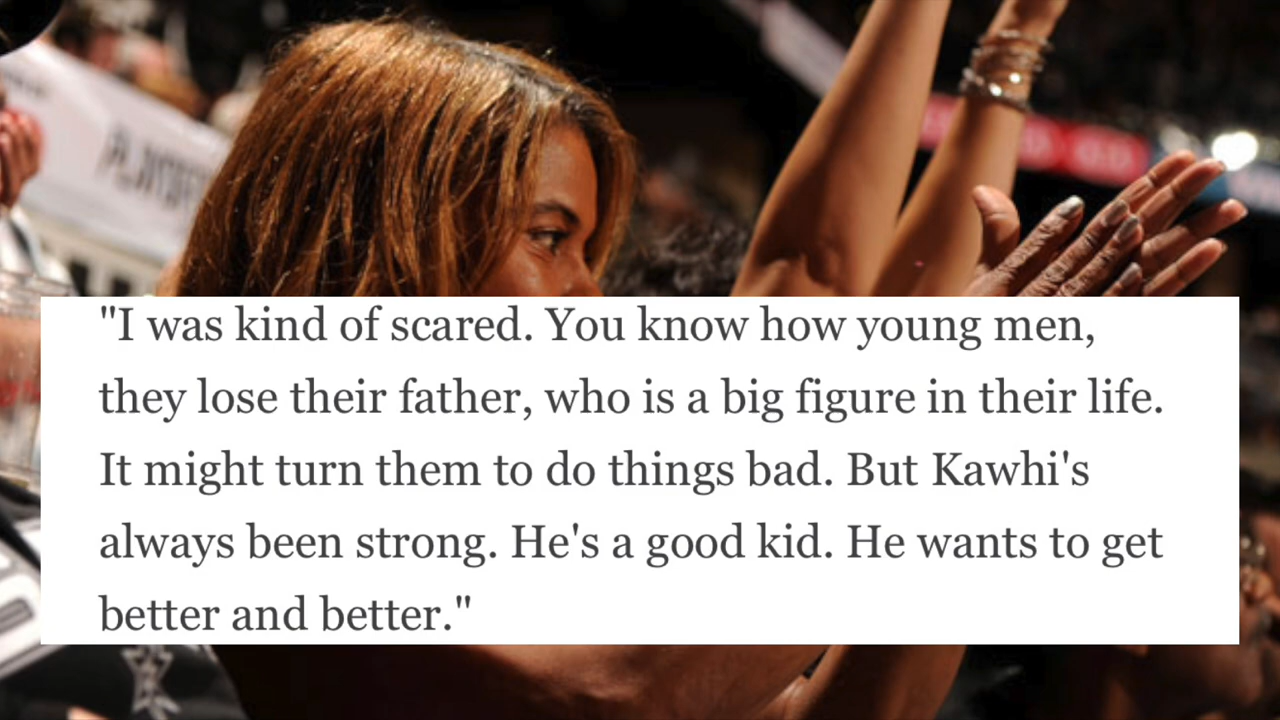 PLAYOFF
"I was kind of scared. You know how young men,
they lose their father, who is a big figure in their life.
It might turn them to do things bad. But Kawhi's
always been strong. He's a good kid. He wants to get
better and better."